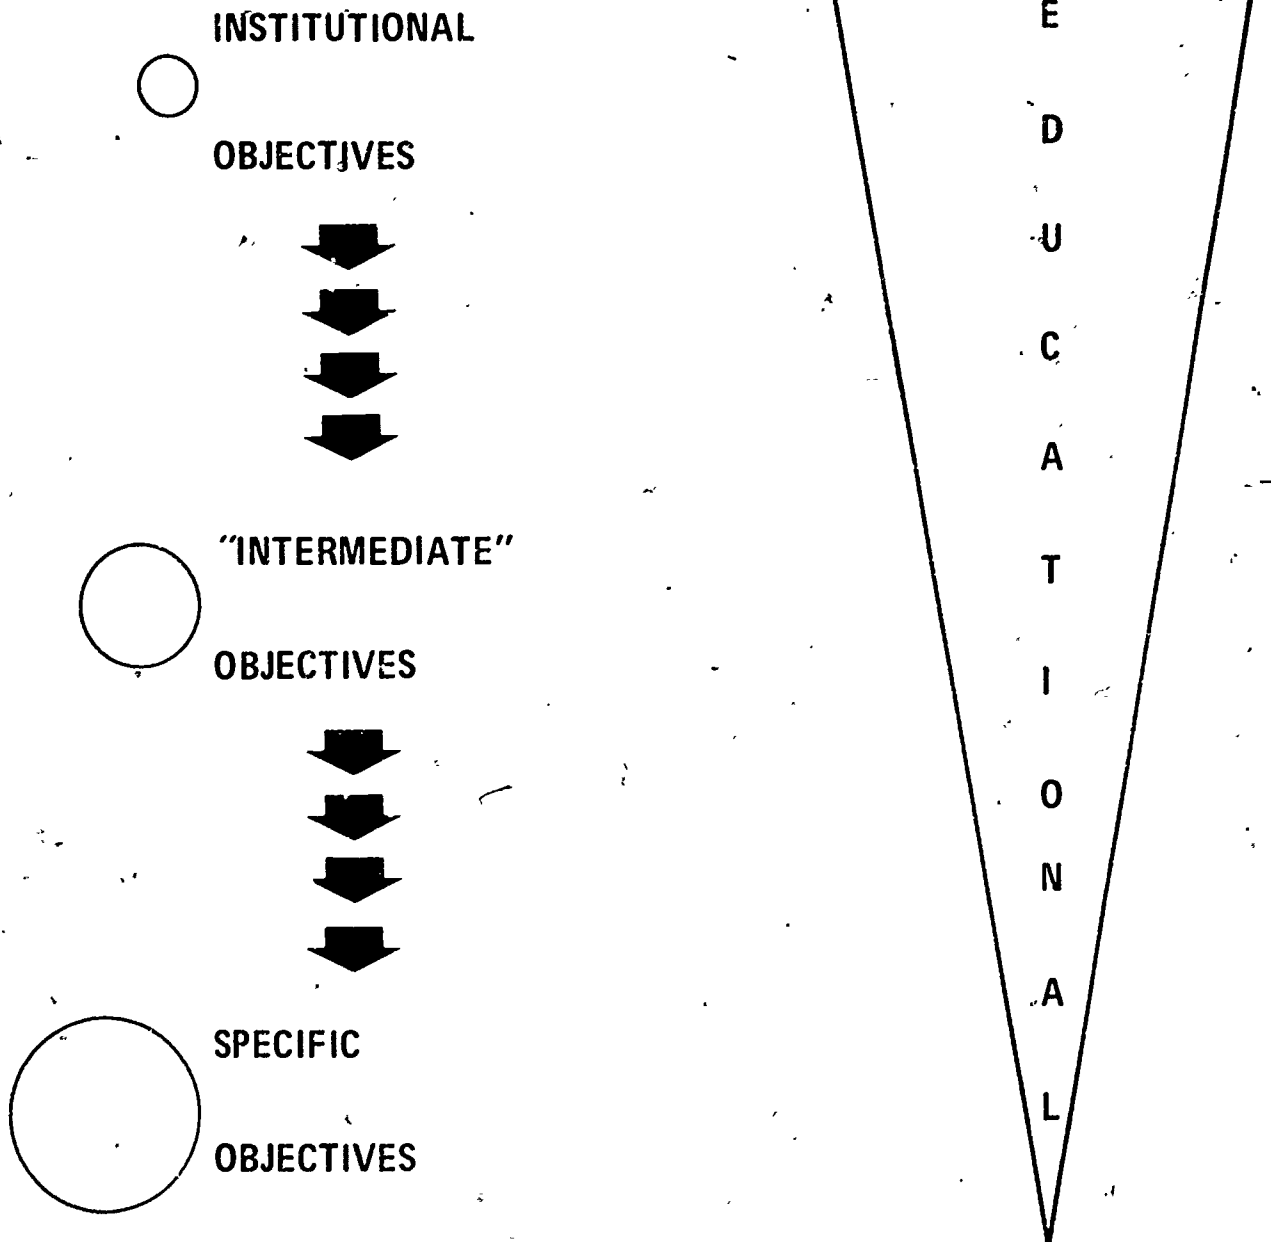 INSTITUTIONAL
OBJECTIVES
"INTERMEDIATE"
OBJECTIVES
SPECIFIC
OBJECTIVES
E
D
U
C
A
T
I
O
N
A
L